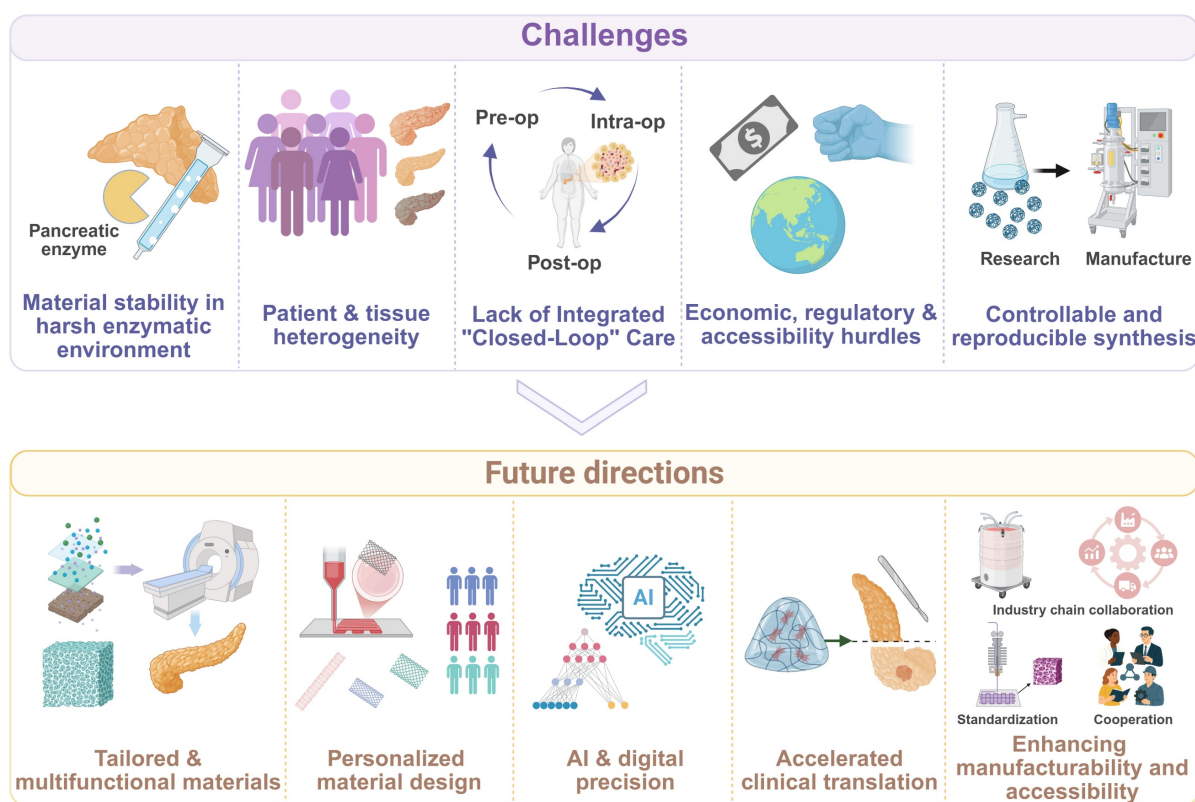 Challenges
Pancreatic
enzyme
Pre-op
Intra-op
Post-op
Research
Manufacture
Material stability in
harsh enzymatic
environment
Patient & tissue
heterogeneity
Lack of Integrated
"Closed-Loop" Care
Economic, regulatory &
accessibility hurdles
Controllable and
reproducible synthesis
Future directions
AI
Industry chain collaboration
Standardization
Cooperation
Tailored &
multifunctional materials
Personalized
material design
AI & digital
precision
Accelerated
clinical translation
Enhancing
manufacturability and
accessibility